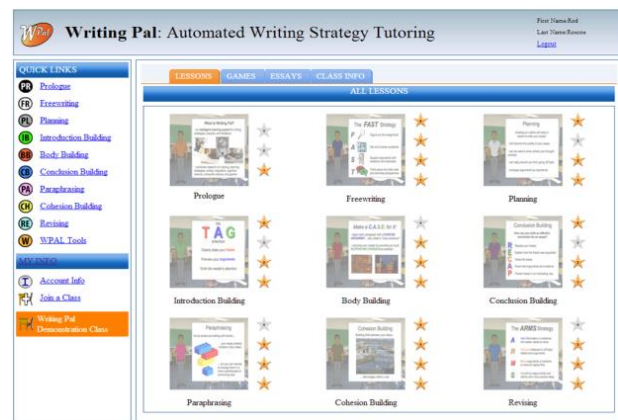 WPal
Writing Pal: Automated Writing Strategy Tutoring
First Name:Rod
Last Name:Roscoe
Logout
QUICK LINKS
PR Prologue
FR Freewriting
PL Planning
IB Introduction Building
BB Body Building
CB Conclusion Building
PA Paraphrasing
CH Cohesion Building
RE Revising
W WPAL Tools
MY INFO
I Account Info
Join a Class
Writing Pal
Demonstration Class
LESSONS GAMES ESSAYS CLASS INFO
ALL LESSONS
What is Writing Pal?
Prologue
The FAST Strategy
F
A
S
T
Freewriting
Planning
Planning
TAG
Introduction Building
Make a C.A.S.E. for it!
Body Building
Conclusion Building
R
E
C
A
P
Conclusion Building
Paraphrasing
Paraphrasing
Cohesion Building
Cohesion Building
The ARMS Strategy
A
R
M
S
Revising